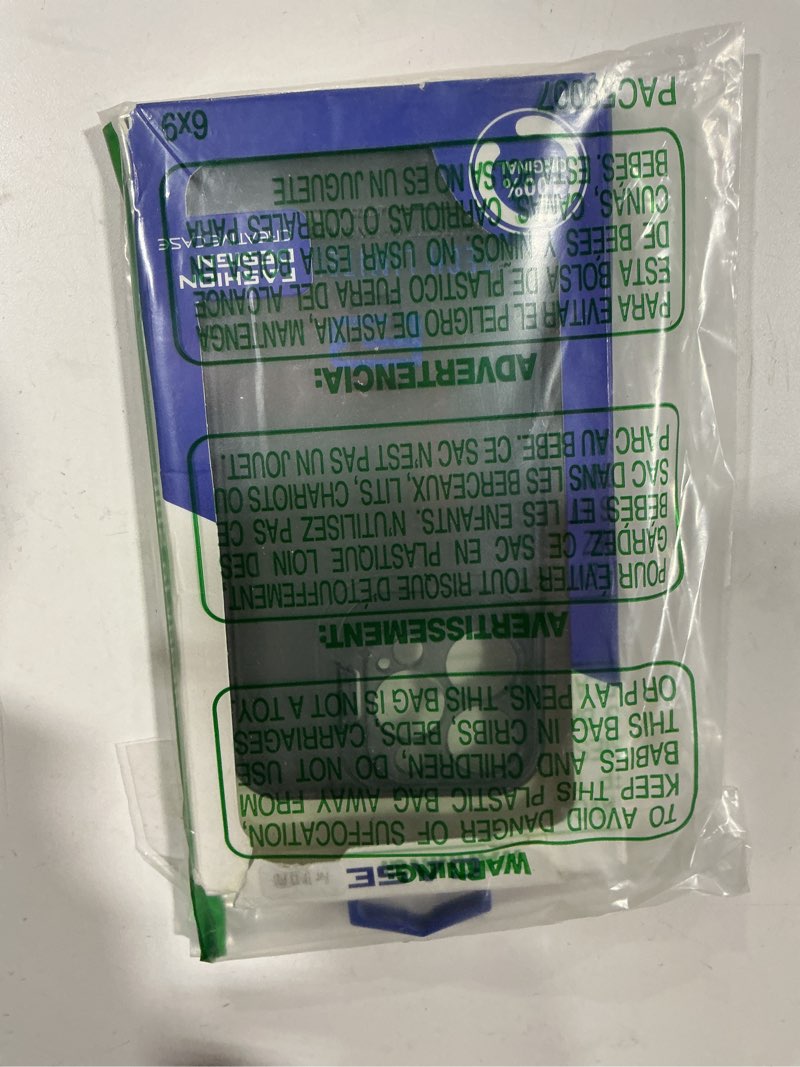 WARNING:
TO AVOID DANGER OF SUFFOCATION,
KEEP THIS PLASTIC BAG AWAY FROM
BABIES AND CHILDREN, DO NOT USE
THIS BAG IN CRIBS, BEDS, CARRIAGES
OR PLAY PENS. THIS BAG IS NOT A TOY.
AVERTISSEMENT:
POUR ÉVITER TOUT RISQUE D'ÉTOUFFEMENT,
GARDEZ CE SAC EN PLASTIQUE LOIN DES
BÉBÉS ET LES ENFANTS. N'UTILISEZ PAS CE
SAC DANS LES BERCEAUX, LITS, CHARIOTS OU
PARC AU BEBE. CE SAC N'EST PAS UN JOUET.
ADVERTENCIA:
PARA EVITAR EL PELIGRO DE ASFIXIA, MANTENGA
ESTA BOLSA DE PLASTICO FUERA DEL ALCANCE
DE BEBES Y NINOS. NO USAR ESTA BOLSA EN
CUNAS, CAMAS, CARRIOLAS O CORRALES PARA
BEBES. ESTA BOLSA NO ES UN JUGUETE
6x9
FASHION
DESIGN
CREATIVE CASE
100%
ORIGINAL